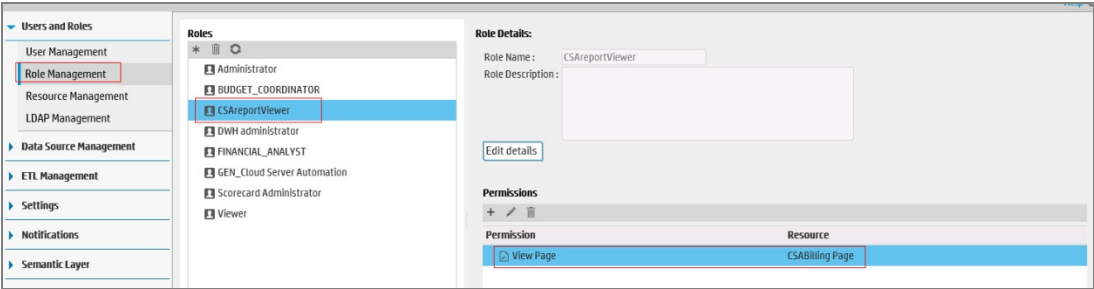 Help
Users and Roles
User Management
Role Management
Resource Management
LDAP Management
Data Source Management
ETL Management
Settings
Notifications
Semantic Layer
Roles
Administrator
BUDGET_COORDINATOR
CSAreportViewer
DWH administrator
FINANCIAL_ANALYST
GEN_Cloud Server Automation
Scorecard Administrator
Viewer
Role Details:
Role Name : CSAreportViewer
Role Description :
Edit details
Permissions
Permission Resource
View Page CSABilling Page